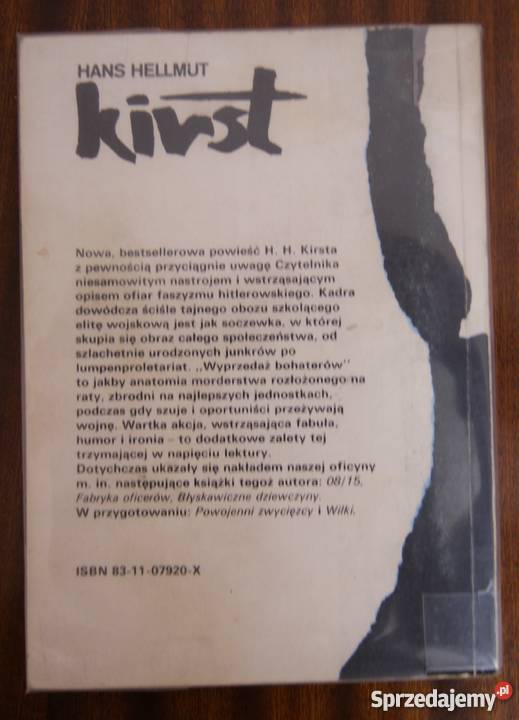 HANS HELLMUT
kirst
Nowa, bestsellerowa powieść H. H. Kirsta
z pewnością przyciągnie uwagę Czytelnika
niesamowitym nastrojem i wstrząsającym
opisem ofiar faszyzmu hitlerowskiego. Kadra
dowódcza ściśle tajnego obozu szkolącego
elitę wojskową jest jak soczewka, w której
skupia się obraz całego społeczeństwa, od
szlachetnie urodzonych junkrów po
lumpenproletariat. „Wyprzedaż bohaterów"
to jakby anatomia morderstwa rozłożonego na
raty, zbrodni na najlepszych jednostkach,
podczas gdy szuje i oportuniści przeżywają
wojnę. Wartka akcja, wstrząsająca fabuła,
humor i ironia – to dodatkowe zalety tej
trzymającej w napięciu lektury.
Dotychczas ukazały się nakładem naszej oficyny
m. in. następujące książki tegoż autora: 08/15,
Fabryka oficerów, Błyskawiczne dziewczyny.
W przygotowaniu: Powojenni zwycięzcy i Wilki.
ISBN 83-11-07920-X
Sprzedajemy.pl